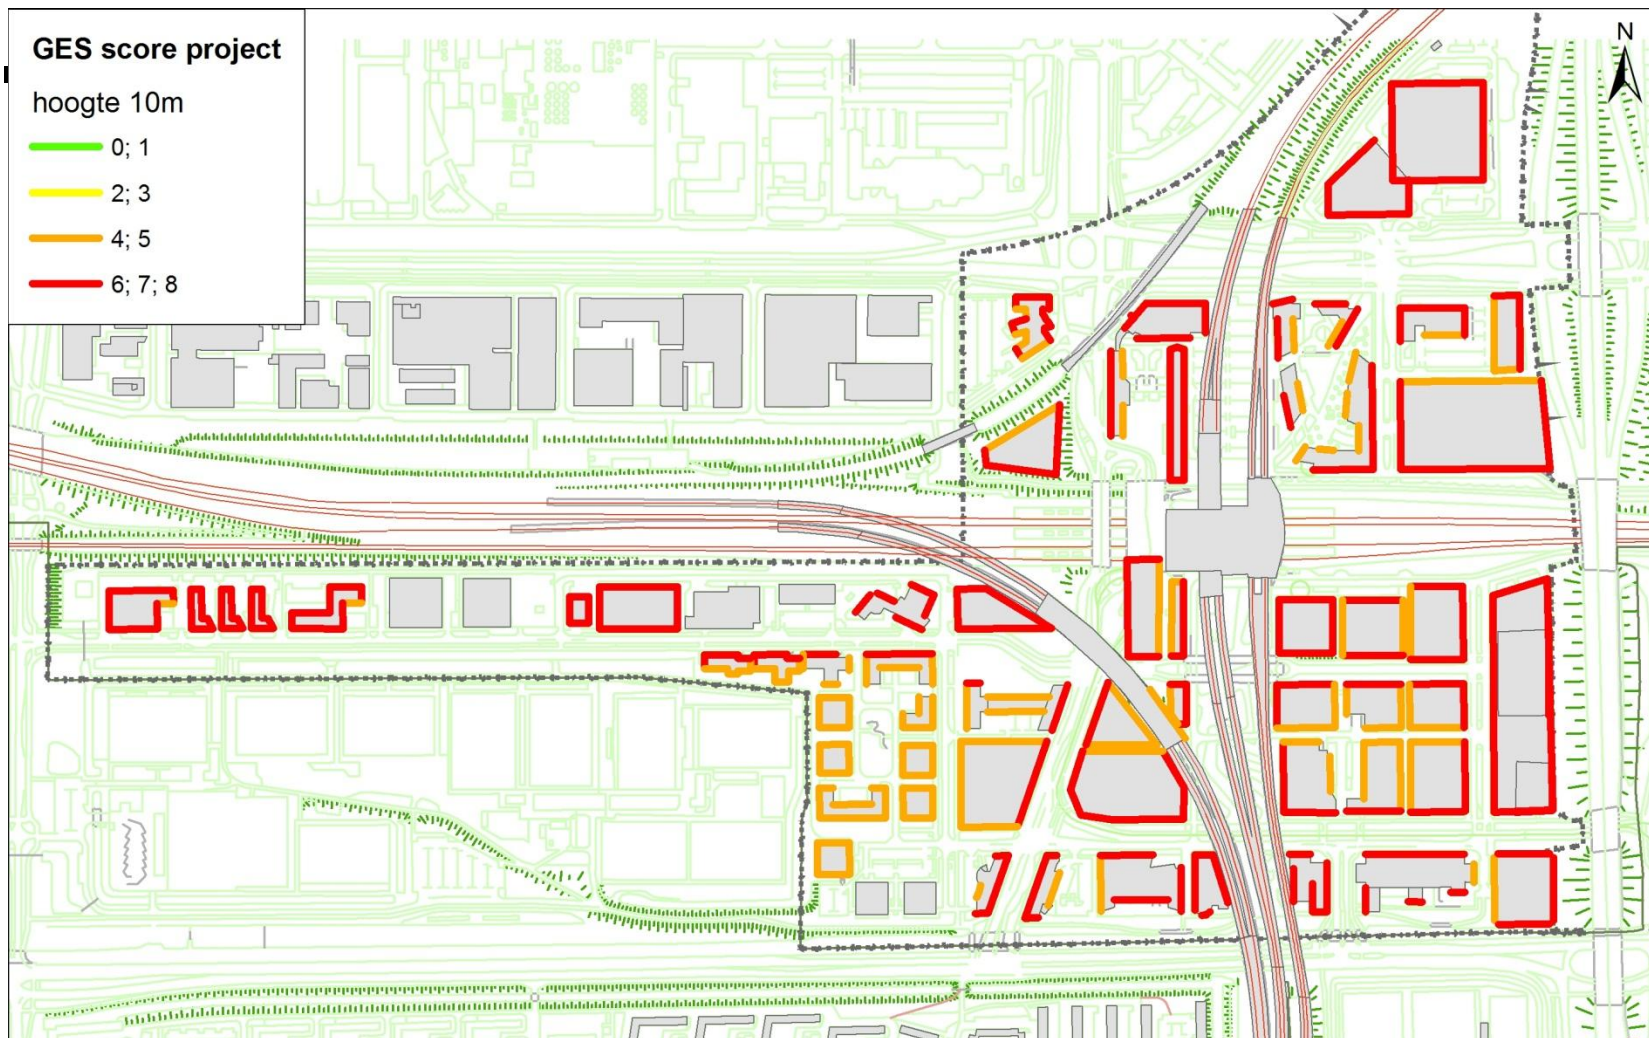 GES score project
hoogte 10m
0; 1
2; 3
4; 5
6; 7; 8
N